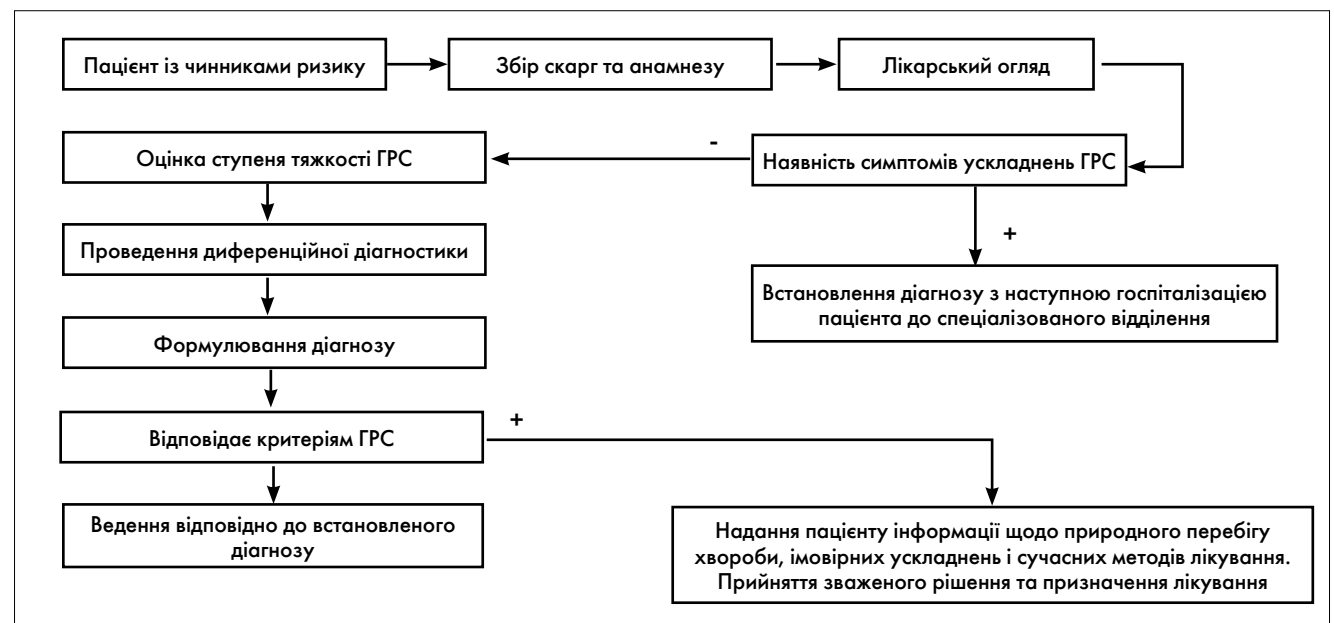 Пацієнт із чинниками ризику
Збір скарг та анамнезу
Лікарський огляд
Оцінка ступеня тяжкості ГРС
-
Наявність симптомів ускладнень ГРС
Проведення диференційної діагностики
+
Встановлення діагнозу з наступною госпіталізацією
пацієнта до спеціалізованого відділення
Формулювання діагнозу
Відповідає критеріям ГРС
+
Ведення відповідно до встановленого
діагнозу
Надання пацієнту інформації щодо природного перебігу
хвороби, імовірних ускладнень і сучасних методів лікування.
Прийняття зваженого рішення та призначення лікування